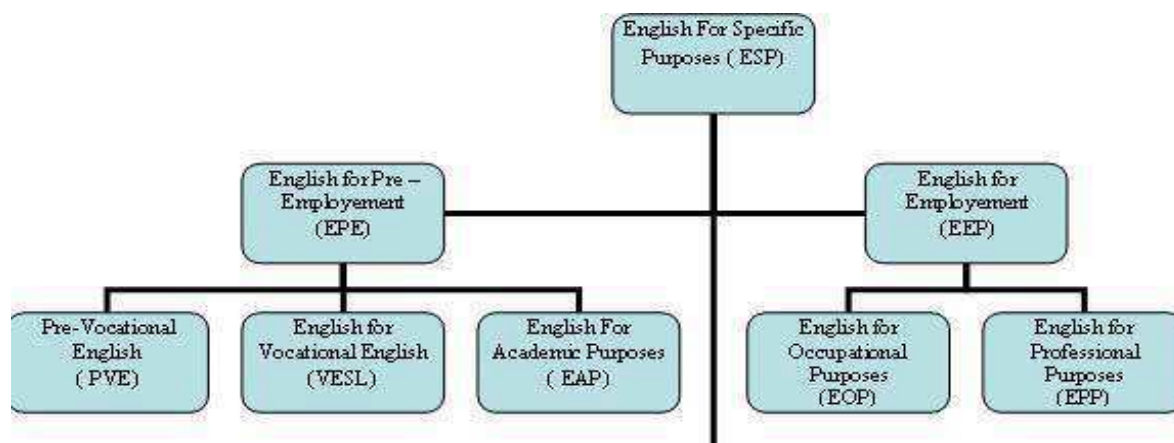 English For Specific
Purposes ( ESP)
English for Pre –
Employement
(EPE)
English for
Employement
(EEP)
Pre-Vocational
English
( PVE)
English for
Vocational English
(VESL)
English For
Academic Purposes
( EAP)
English for
Occupational
Purposes
(EOP)
English for
Professional
Purposes
(EPP)